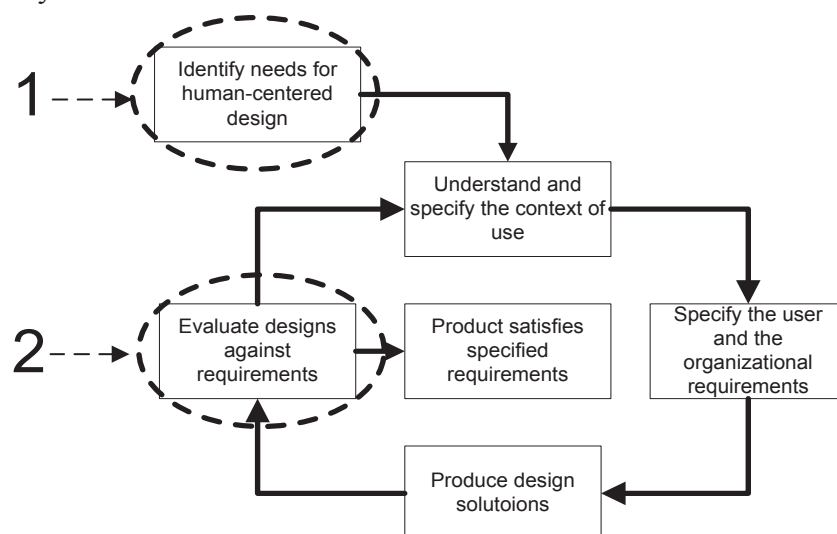 1
Identify needs for
human-centered
design
Understand and
specify the context of
use
2
Evaluate designs
against
requirements
Product satisfies
specified
requirements
Specify the user
and the
organizational
requirements
Produce design
solutoions